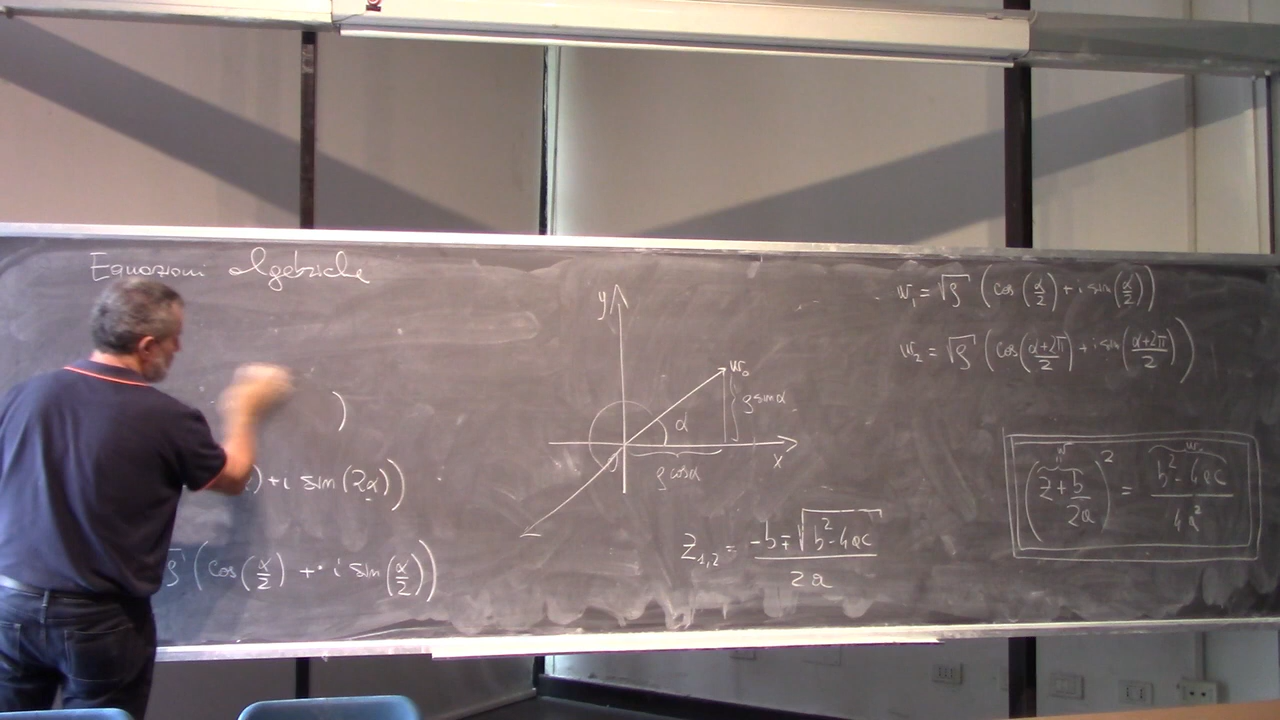 Equazioni algebriche
)
) + i sin (2α))
ρ (cos (α/2) + i sin (α/2))
y
w₀
α
ρ sin α
ρ cos α
x
O
z₁,₂ = (-b ∓ √(b² - 4ac)) / 2a
w₁ = √ρ (cos (α/2) + i sin (α/2))
w₂ = √ρ (cos ((α+2π)/2) + i sin ((α+2π)/2))
w
w₀
(z + b/2a)² = (b² - 4ac) / 4a²